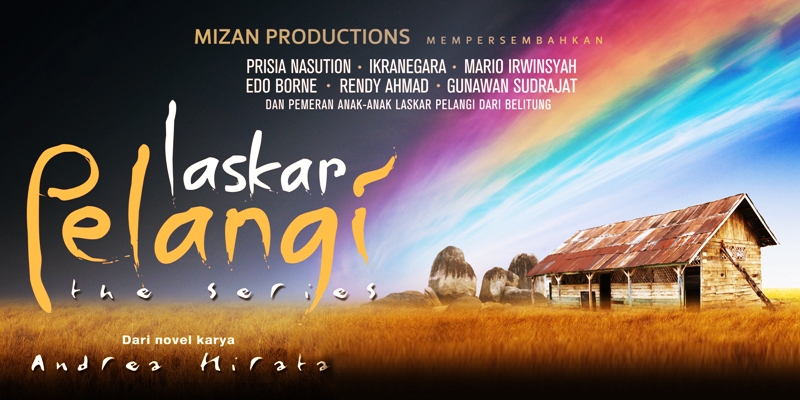 MIZAN PRODUCTIONS MEMPERSEMBAHKAN
PRISIA NASUTION • IKRANEGARA • MARIO IRWINSYAH
EDO BORNE • RENDY AHMAD • GUNAWAN SUDRAJAT
DAN PEMERAN ANAK-ANAK LASKAR PELANGI DARI BELITUNG
laskar
Pelangi
the series
Dari novel karya
Andrea Hirata